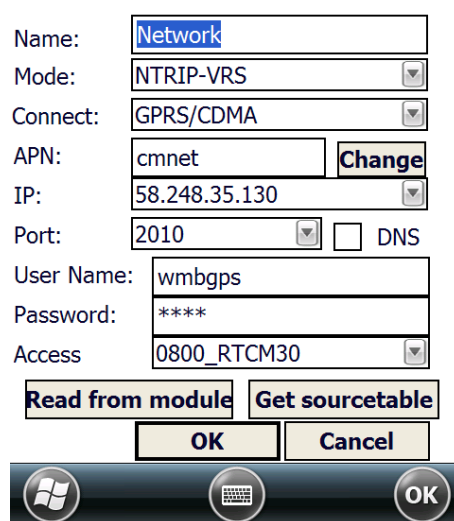 Name: Network
Mode: NTRIP-VRS
Connect: GPRS/CDMA
APN: cmnet Change
IP: 58.248.35.130
Port: 2010 DNS
User Name: wmbgps
Password: ****
Access 0800_RTCM30
Read from module Get sourcetable
OK Cancel
OK